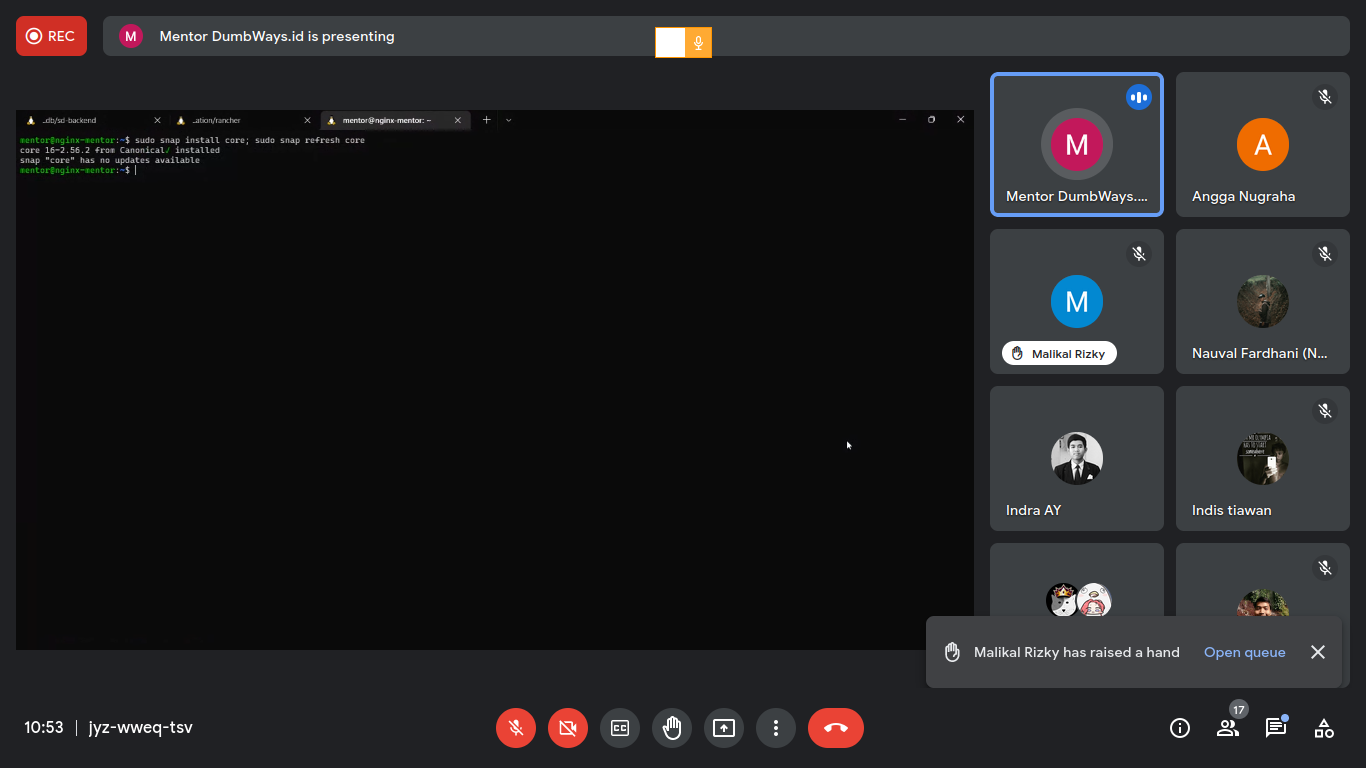 REC
M
Mentor DumbWays.id is presenting
..db/sd-backend
..ation/rancher
mentor@nginx-mentor: ~
mentor@nginx-mentor:~$ sudo snap install core; sudo snap refresh core
core 16-2.56.2 from Canonical✓ installed
snap "core" has no updates available
mentor@nginx-mentor:~$
M
Mentor DumbWays....
A
Angga Nugraha
M
Malikal Rizky
Nauval Fardhani (N...
Indra AY
Indis tiawan
Malikal Rizky has raised a hand
Open queue
10:53 | jyz-wweq-tsv
17